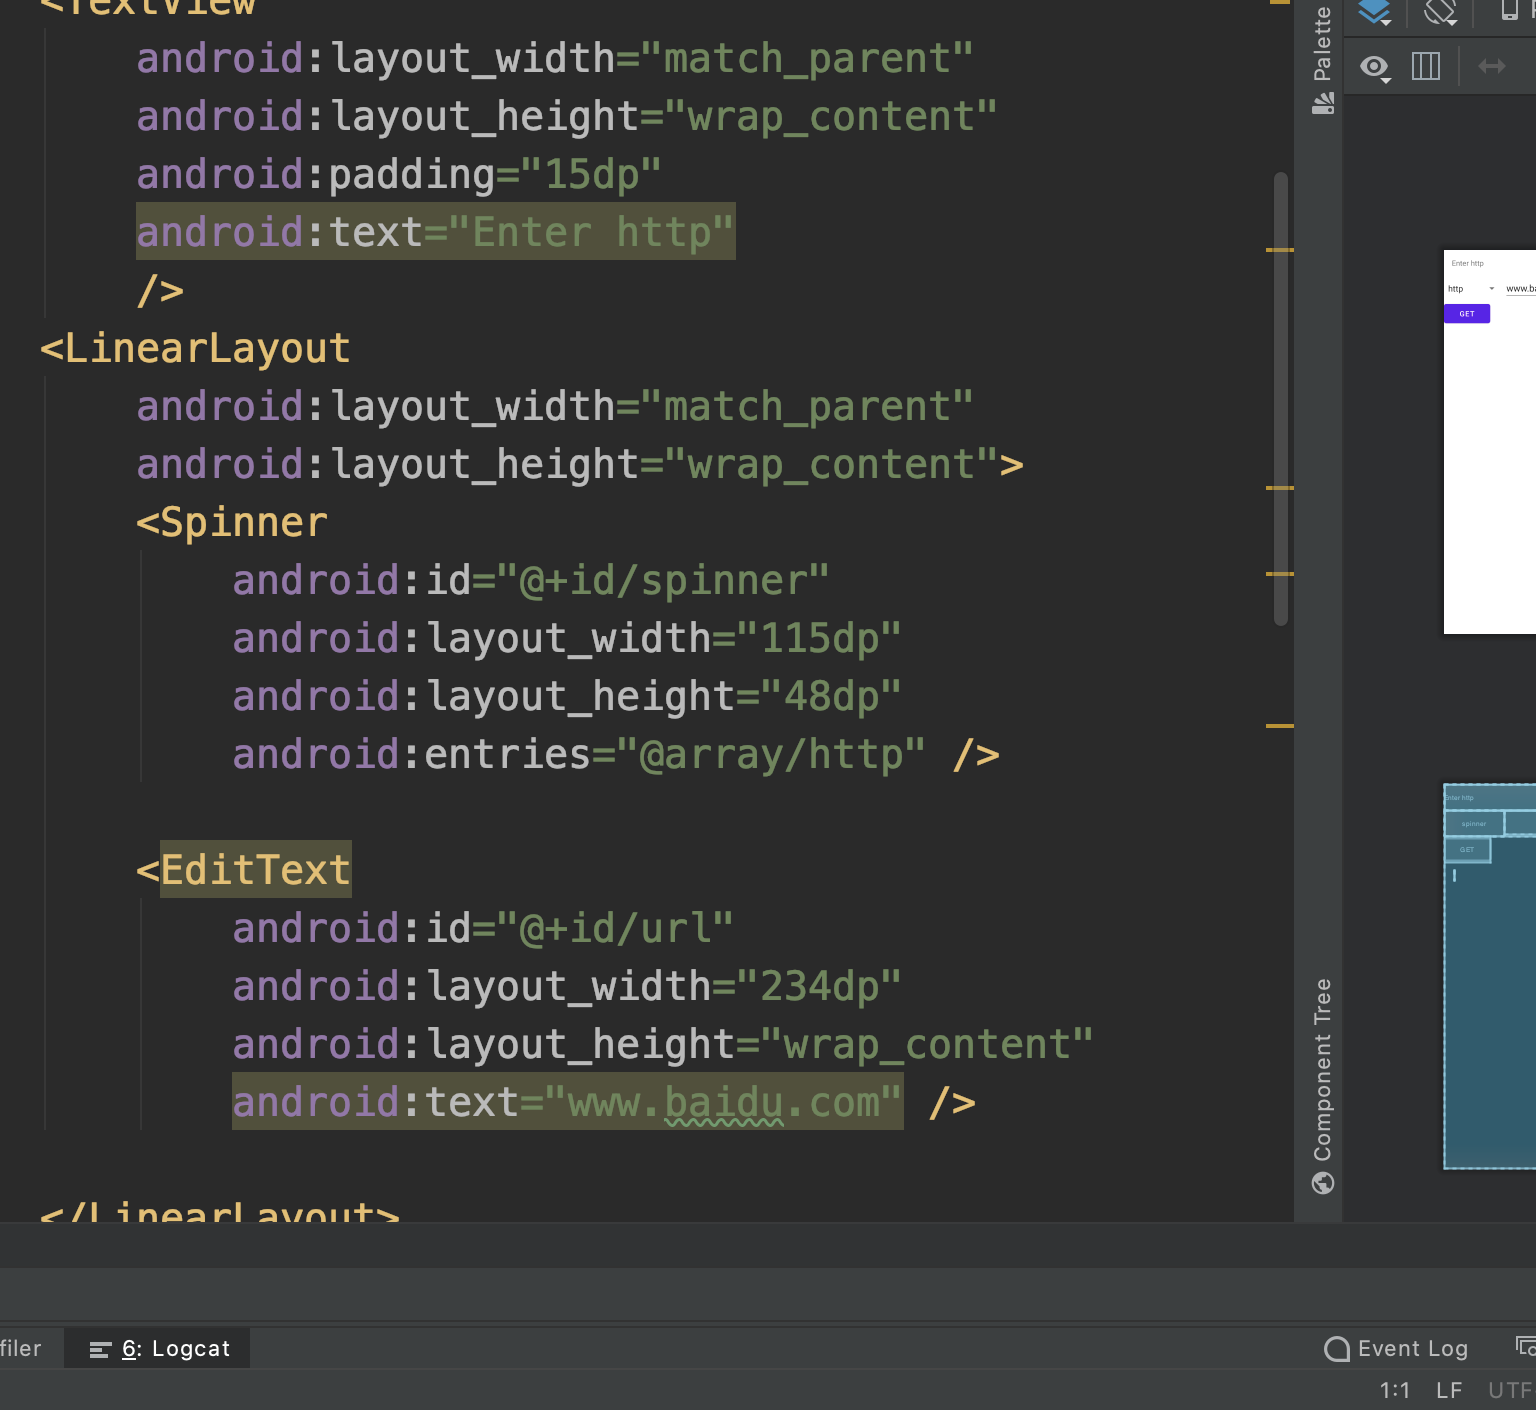 <TextView
android:layout_width="match_parent"
android:layout_height="wrap_content"
android:padding="15dp"
android:text="Enter http"
/>
<LinearLayout
android:layout_width="match_parent"
android:layout_height="wrap_content">
<Spinner
android:id="@+id/spinner"
android:layout_width="115dp"
android:layout_height="48dp"
android:entries="@array/http" />
<EditText
android:id="@+id/url"
android:layout_width="234dp"
android:layout_height="wrap_content"
android:text="www.baidu.com" />
</LinearLayout>
Palette
Component Tree
Enter http
http
www.ba
GET
Enter http
spinner
GET
filer
6: Logcat
Event Log
1:1 LF UTF